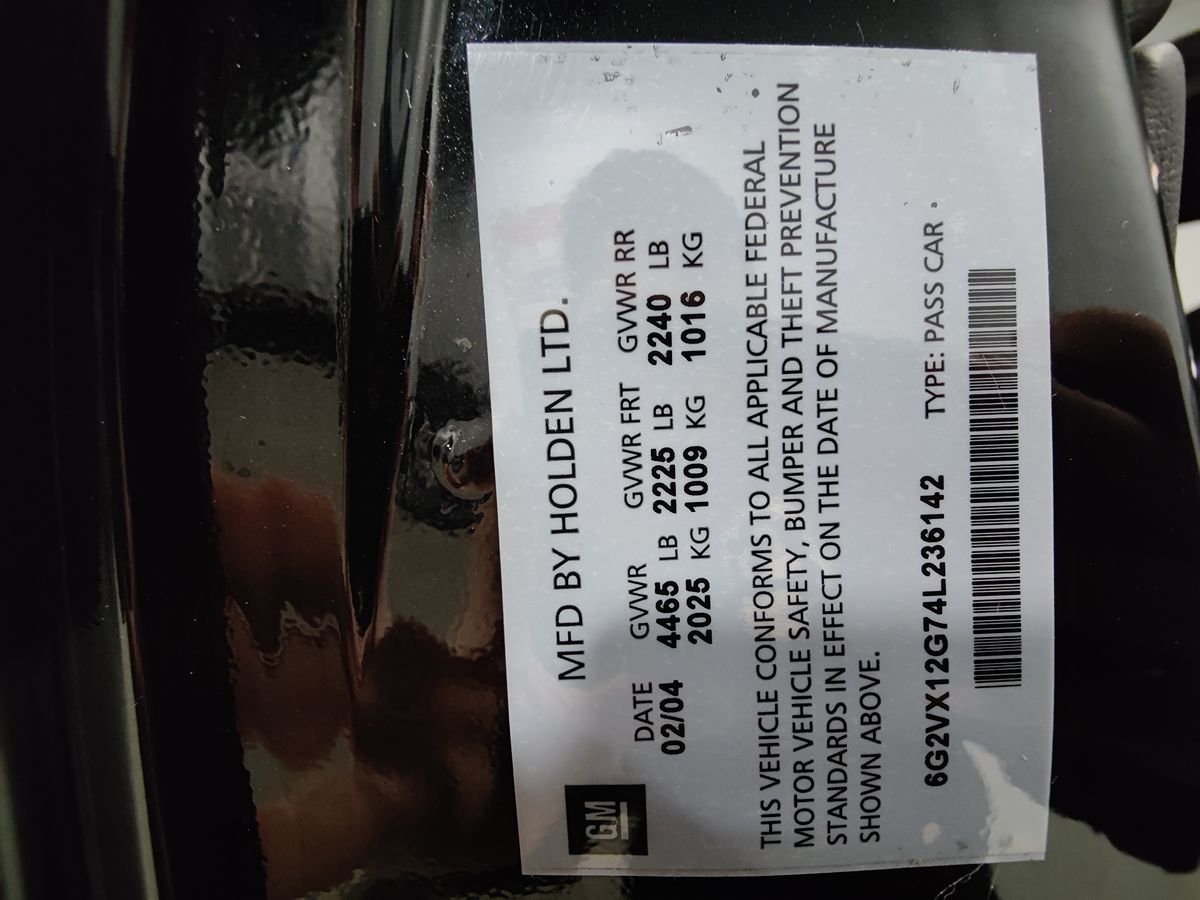 GM
MFD BY HOLDEN LTD.
DATE GVWR GVWR FRT GVWR RR
02/04 4465 LB 2225 LB 2240 LB
2025 KG 1009 KG 1016 KG
THIS VEHICLE CONFORMS TO ALL APPLICABLE FEDERAL
MOTOR VEHICLE SAFETY, BUMPER AND THEFT PREVENTION
STANDARDS IN EFFECT ON THE DATE OF MANUFACTURE
SHOWN ABOVE.
6G2VX12G74L236142 TYPE: PASS CAR